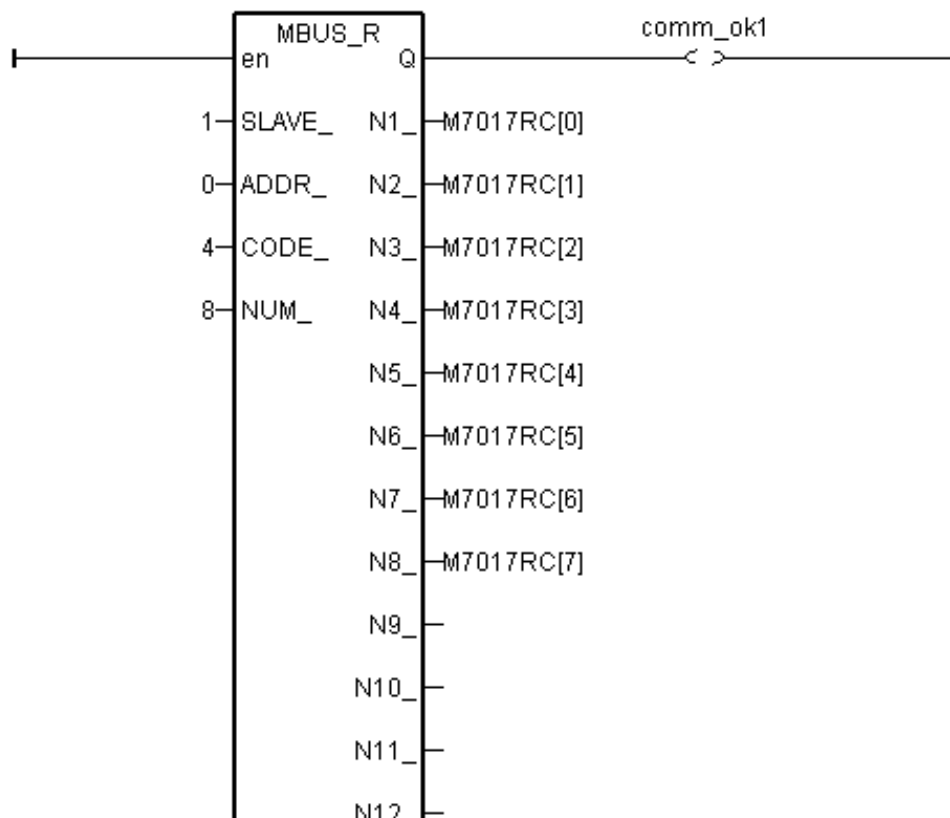 MBUS_R comm_ok1
en Q
1 SLAVE_ N1_ M7017RC[0]
0 ADDR_ N2_ M7017RC[1]
4 CODE_ N3_ M7017RC[2]
8 NUM_ N4_ M7017RC[3]
N5_ M7017RC[4]
N6_ M7017RC[5]
N7_ M7017RC[6]
N8_ M7017RC[7]
N9_
N10_
N11_
N12_